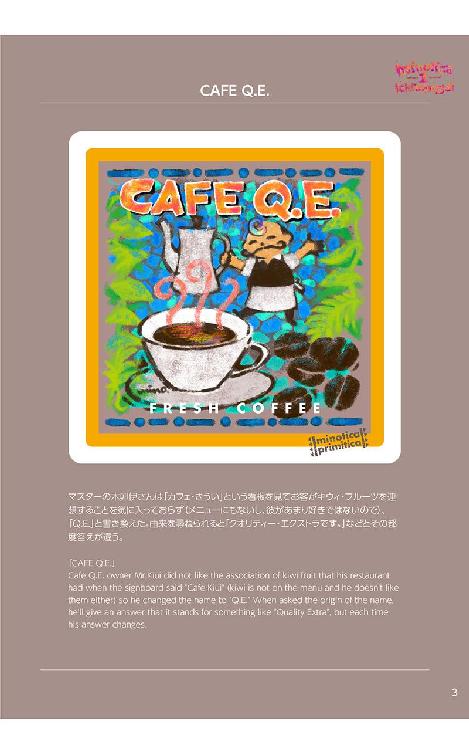 CAFE Q.E.
CAFE Q.E.
FRESH COFFEE
minotical
primitical
マスターの木宇伊さんは「カフェ・きうい」という看板を見てお客がキウィ・フルーツを連
想することを気に入っておらず(メニューにもないし、彼があまり好きではないので)、
「Q.E.」と書き換えた。由来を尋ねられると「クオリティー・エクストラです。」などとその都
度答えが違う。
「CAFE Q.E.」
Cafe Q.E. owner Mr.Kiui did not like the association of kiwi fruit that his restaurant
had when the signboard said "Cafe Kiui" (kiwi is not on the menu and he doesn't like
them either) so he changed the name to "Q.E." When asked the origin of the name,
he'll give an answer that it stands for something like "Quality Extra", but each time
his answer changes.
3